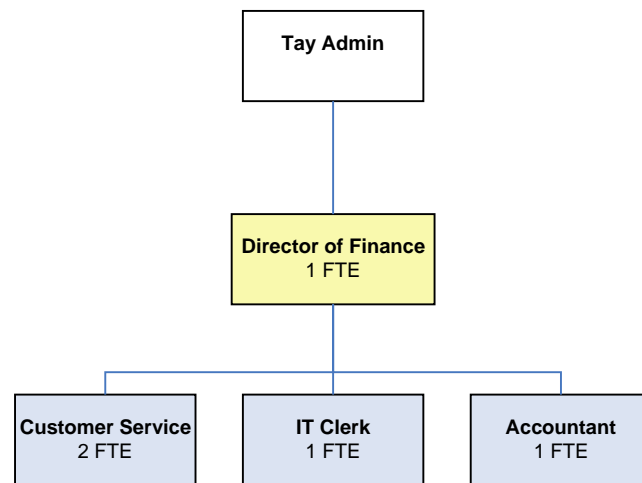 Tay Admin
Director of Finance
1 FTE
Customer Service
2 FTE
IT Clerk
1 FTE
Accountant
1 FTE